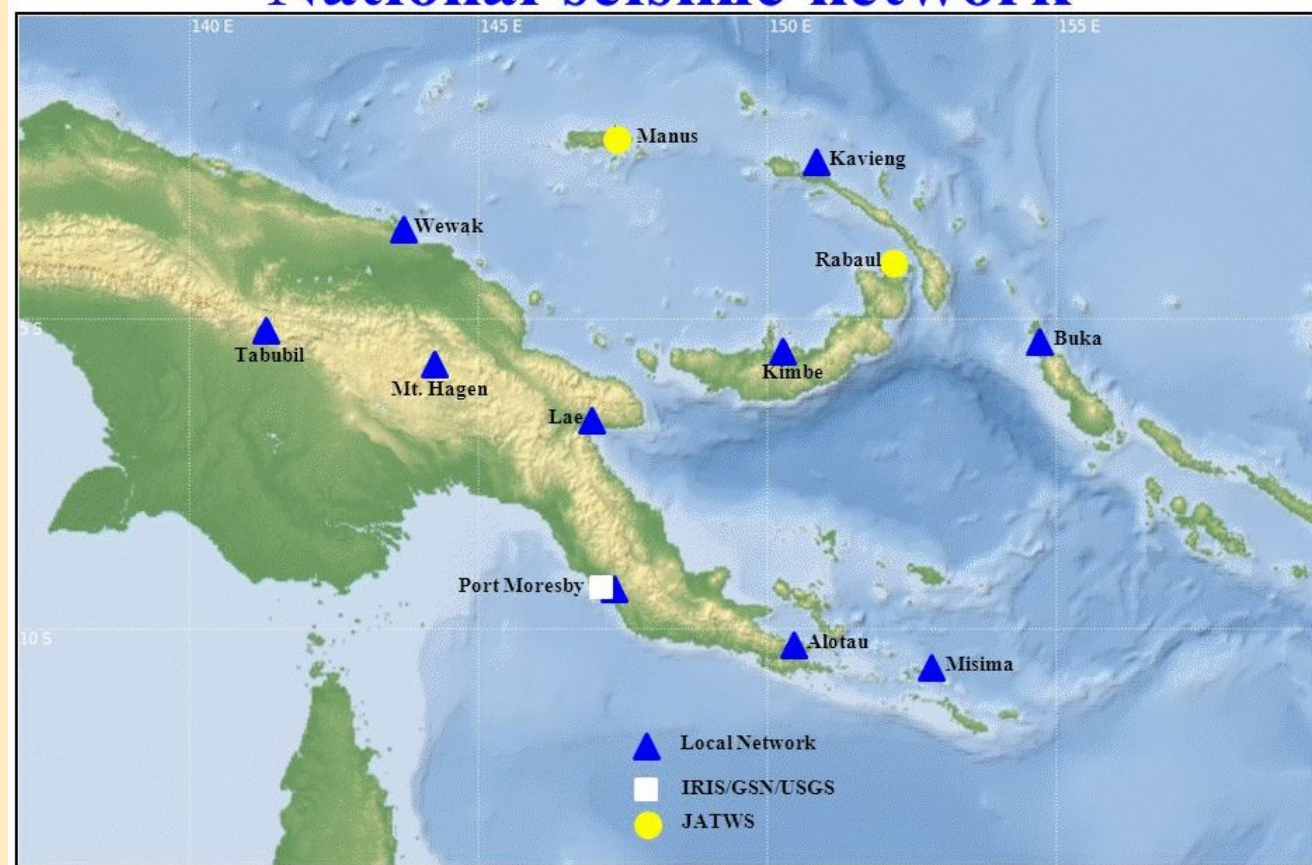 National seismic network
140 E
145 E
150 E
155 E
Manus
Kavieng
Wewak
Rabaul
5 S
Tabubil
Buka
Mt. Hagen
Kimbe
Lae
Port Moresby
10 S
Alotau
Misima
Local Network
IRIS/GSN/USGS
JATWS